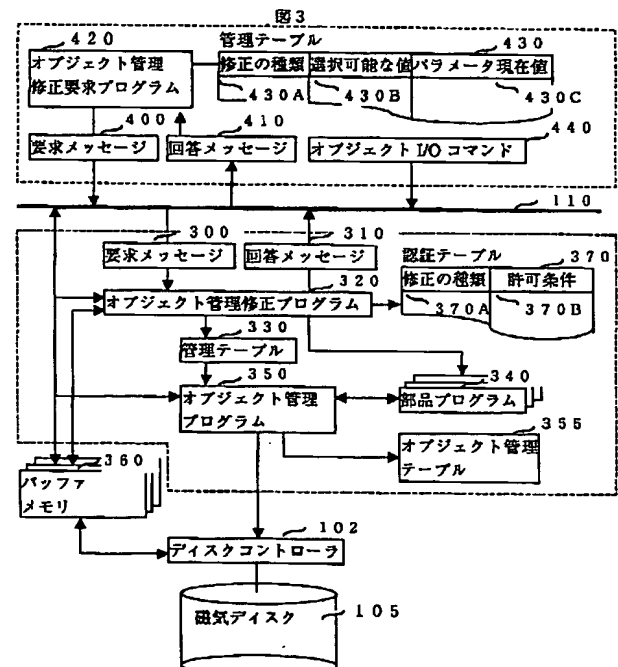 図3
420
オブジェクト管理
修正要求プログラム
管理テーブル
430
修正の種類 選択可能な値 パラメータ現在値
430A 430B 430C
400
要求メッセージ
410
回答メッセージ
440
オブジェクト I/O コマンド
110
300
要求メッセージ
310
回答メッセージ
認証テーブル
370
修正の種類 許可条件
370A 370B
320
オブジェクト管理修正プログラム
330
管理テーブル
340
部品プログラム
350
オブジェクト管理
プログラム
355
オブジェクト管理
テーブル
360
バッファ
メモリ
102
ディスクコントローラ
磁気ディスク
105